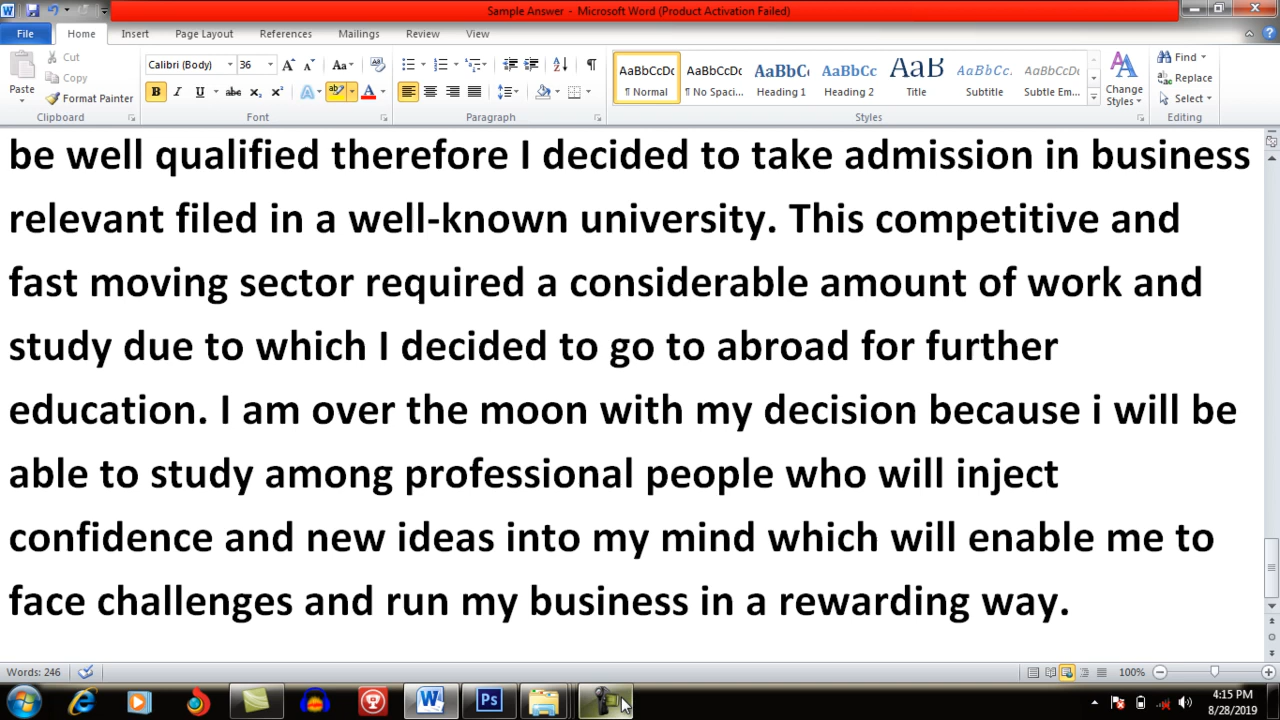 Sample Answer - Microsoft Word (Product Activation Failed)
File Home Insert Page Layout References Mailings Review View
Cut
Copy
Format Painter
Paste
Clipboard
Calibri (Body) 36
Font
Paragraph
AaBbCcDc AaBbCcDc AaBbCc AaBbCc AaB AaBbCcDc AaBbCcDc
¶ Normal ¶ No Spaci... Heading 1 Heading 2 Title Subtitle Subtle Em...
Styles
Change Styles
Find
Replace
Select
Editing
be well qualified therefore I decided to take admission in business
relevant filed in a well-known university. This competitive and
fast moving sector required a considerable amount of work and
study due to which I decided to go to abroad for further
education. I am over the moon with my decision because i will be
able to study among professional people who will inject
confidence and new ideas into my mind which will enable me to
face challenges and run my business in a rewarding way.
Words: 246
100%
4:15 PM
8/28/2019